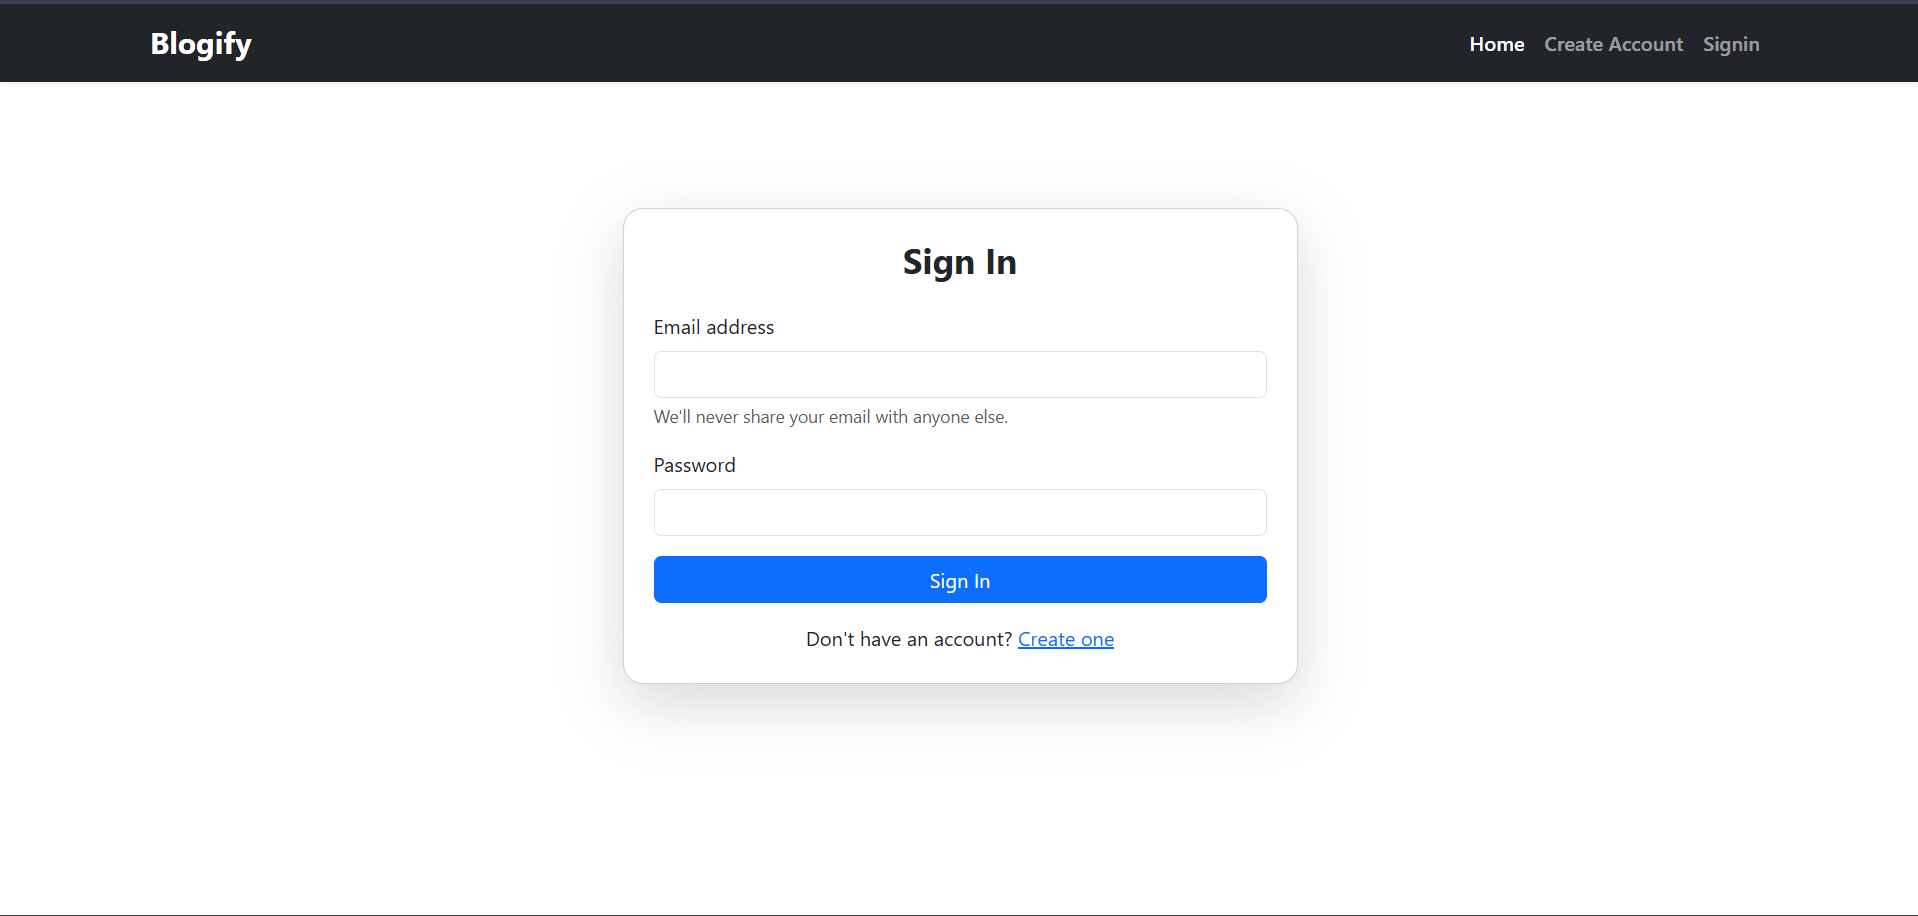 Blogify
Home Create Account Signin
Sign In
Email address
We'll never share your email with anyone else.
Password
Sign In
Don't have an account? Create one